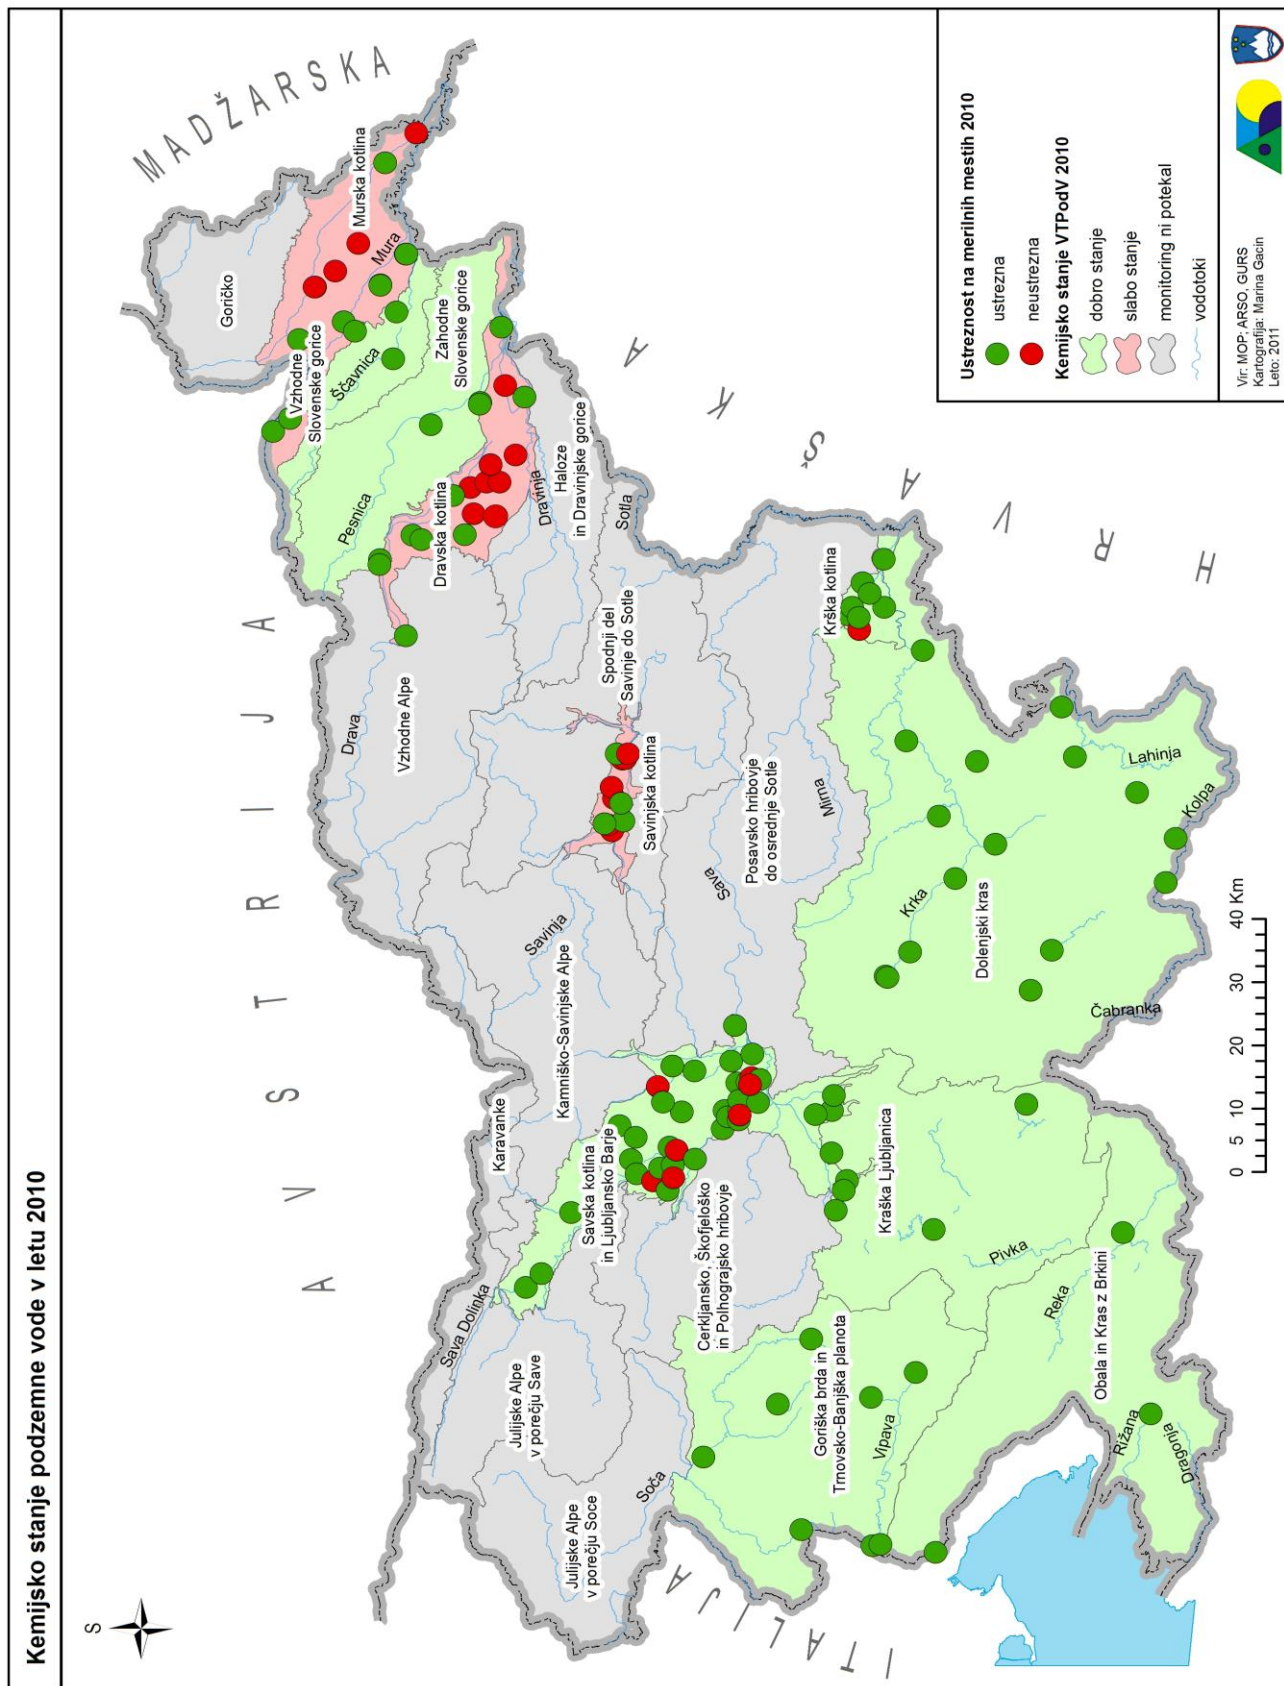 Kemijsko stanje podzemne vode v letu 2010
S
A V S T R I J A
M A D Ž A R S K A
H R V A Š K A
I T A L I J A
Goričko
Murska kotlina
Mura
Vzhodne
Slovenske gorice
Ščavnica
Zahodne
Slovenske gorice
Pesnica
Dravska kotlina
Dravinja
Haloze
in Dravinjske gorice
Sotla
Drava
Vzhodne Alpe
Spodnji del
Savinje do Sotle
Savinjska kotlina
Karavanke
Kamniško-Savinjske Alpe
Savinja
Sava Dolinka
Julijske Alpe
v porečju Save
Julijske Alpe
v porečju Soce
Soča
Savska kotlina
in Ljubljansko Barje
Cerkljansko, Škofjeloško
in Polhograjsko hribovje
Sava
Posavsko hribovje
do osrednje Sotle
Mirna
Krška kotlina
Krka
Dolenjski kras
Lahinja
Kolpa
Čabranka
Kraška Ljubljanica
Pivka
Goriška brda in
Trnovsko-Banjška planota
Vipava
Reka
Obala in Kras z Brkini
Rižana
Dragonja
0 5 10 20 30 40 Km
Ustreznost na merilnih mestih 2010
ustrezna
neustrezna
Kemijsko stanje VTPodV 2010
dobro stanje
slabo stanje
monitoring ni potekal
vodotoki
Vir: MOP; ARSO, GURS
Kartografija: Marina Gacin
Leto: 2011